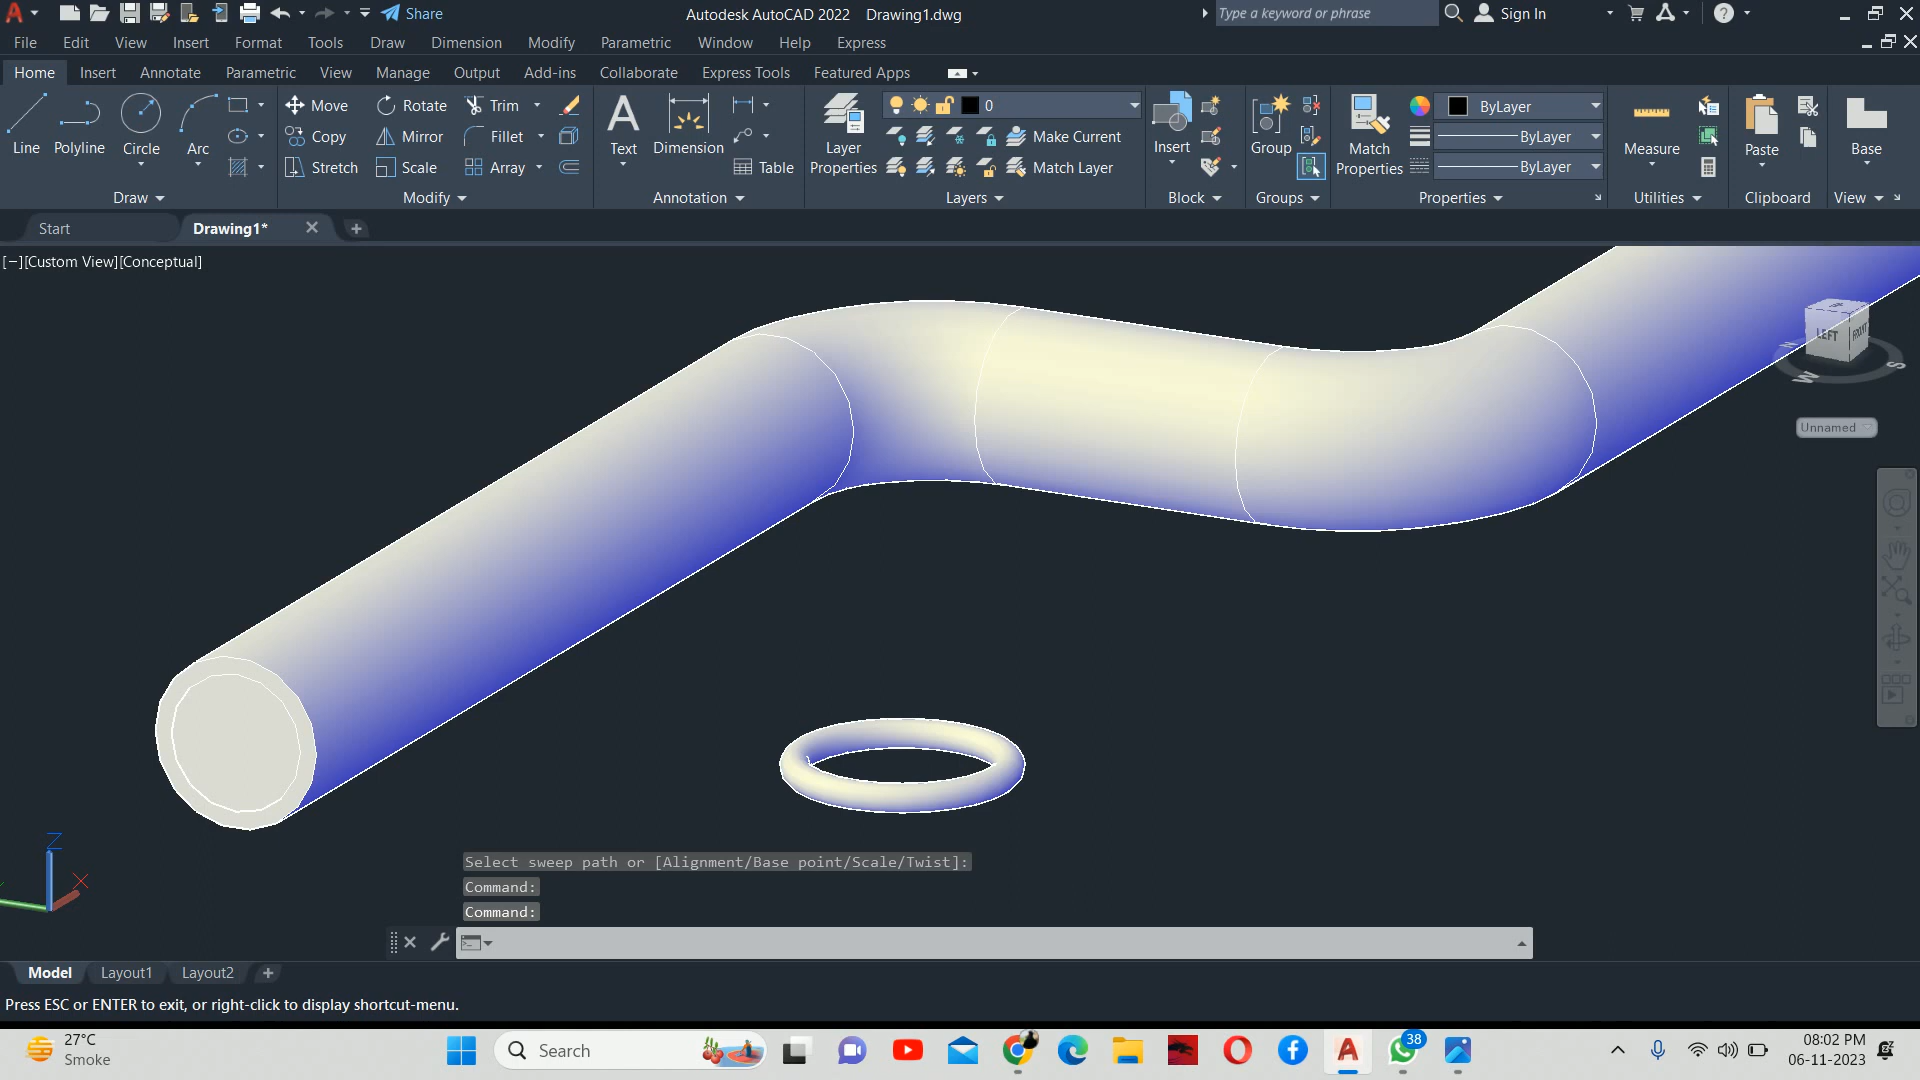 Share
Autodesk AutoCAD 2022 Drawing1.dwg
Type a keyword or phrase
Sign In
File Edit View Insert Format Tools Draw Dimension Modify Parametric Window Help Express
Home Insert Annotate Parametric View Manage Output Add-ins Collaborate Express Tools Featured Apps
Line Polyline Circle Arc
Move Rotate Trim
Copy Mirror Fillet
Stretch Scale Array
Text Dimension
Table
Layer Properties
0
Make Current
Match Layer
Insert
Group
Match Properties
ByLayer
ByLayer
ByLayer
Measure
Paste
Base
Draw Modify Annotation Layers Block Groups Properties Utilities Clipboard View
Start Drawing1*
[−][Custom View][Conceptual]
LEFT FRONT
W S
Unnamed
Z
X
Select sweep path or [Alignment/Base point/Scale/Twist]:
Command:
Command:
Model Layout1 Layout2
Press ESC or ENTER to exit, or right-click to display shortcut-menu.
27°C
Smoke
Search
38
08:02 PM
06-11-2023